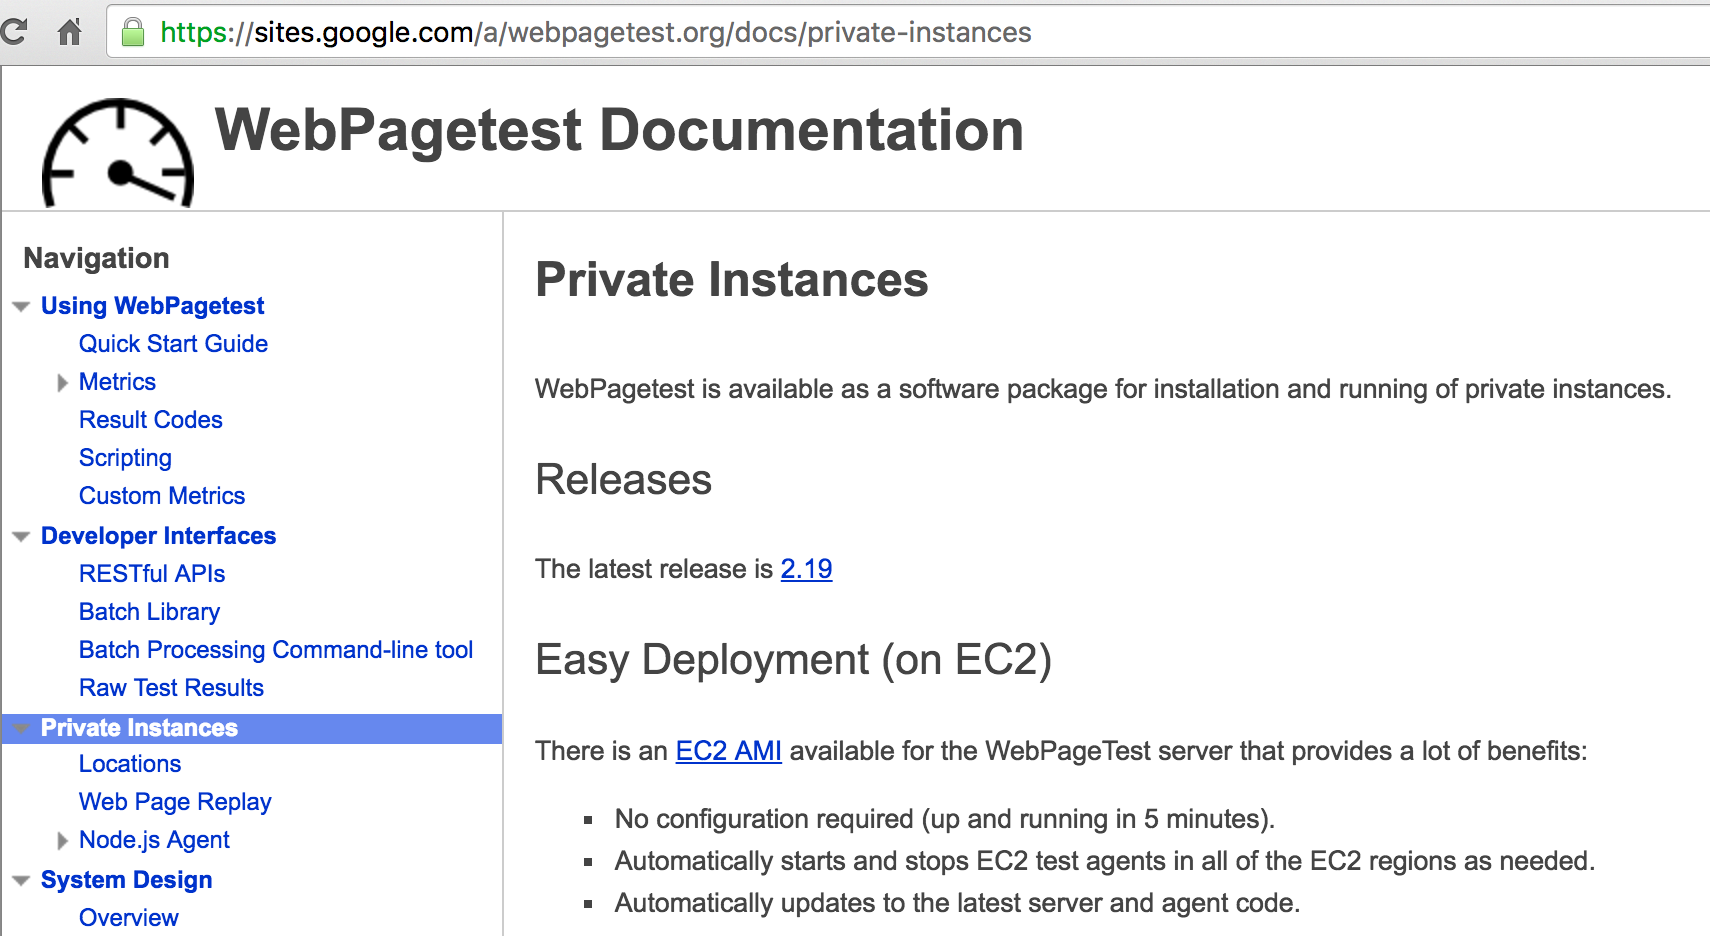 https://sites.google.com/a/webpagetest.org/docs/private-instances
WebPagetest Documentation
Navigation
Using WebPagetest
Quick Start Guide
Metrics
Result Codes
Scripting
Custom Metrics
Developer Interfaces
RESTful APIs
Batch Library
Batch Processing Command-line tool
Raw Test Results
Private Instances
Locations
Web Page Replay
Node.js Agent
System Design
Overview
Private Instances
WebPagetest is available as a software package for installation and running of private instances.
Releases
The latest release is 2.19
Easy Deployment (on EC2)
There is an EC2 AMI available for the WebPageTest server that provides a lot of benefits:
No configuration required (up and running in 5 minutes).
Automatically starts and stops EC2 test agents in all of the EC2 regions as needed.
Automatically updates to the latest server and agent code.